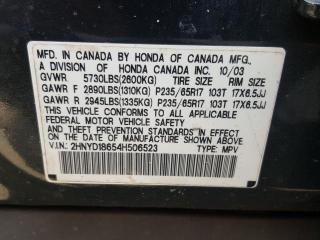 MFD. IN CANADA BY HONDA OF CANADA MFG.,
A DIVISION OF HONDA CANADA INC. 10/03
GVWR 5730LBS(2600KG) TIRE SIZE RIM SIZE
GAWR F 2890LBS(1310KG) P235/65R17 103T 17X6.5JJ
GAWR R 2945LBS(1335KG) P235/65R17 103T 17X6.5JJ
THIS VEHICLE CONFORMS TO ALL APPLICABLE
FEDERAL MOTOR VEHICLE SAFETY
AND THEFT PREVENTION STANDARDS IN EFFECT
ON THE DATE OF MANUFACTURE SHOWN ABOVE.
V.I.N.: 2HNYD18654H506523 TYPE: MPV